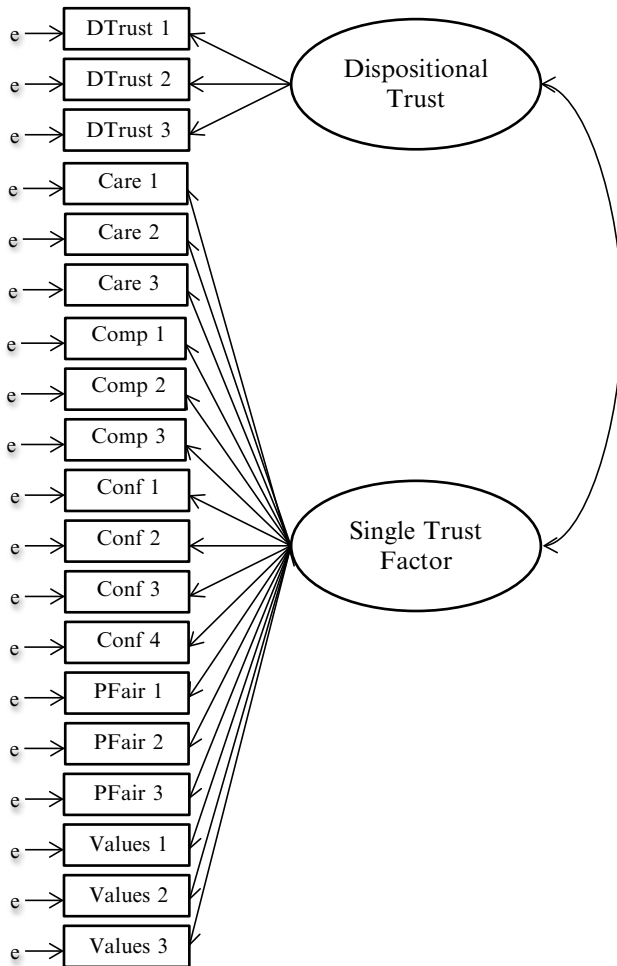 e
DTrust 1
e
DTrust 2
e
DTrust 3
Dispositional
Trust
e
Care 1
e
Care 2
e
Care 3
e
Comp 1
e
Comp 2
e
Comp 3
e
Conf 1
e
Conf 2
e
Conf 3
e
Conf 4
Single Trust
Factor
e
PFair 1
e
PFair 2
e
PFair 3
e
Values 1
e
Values 2
e
Values 3